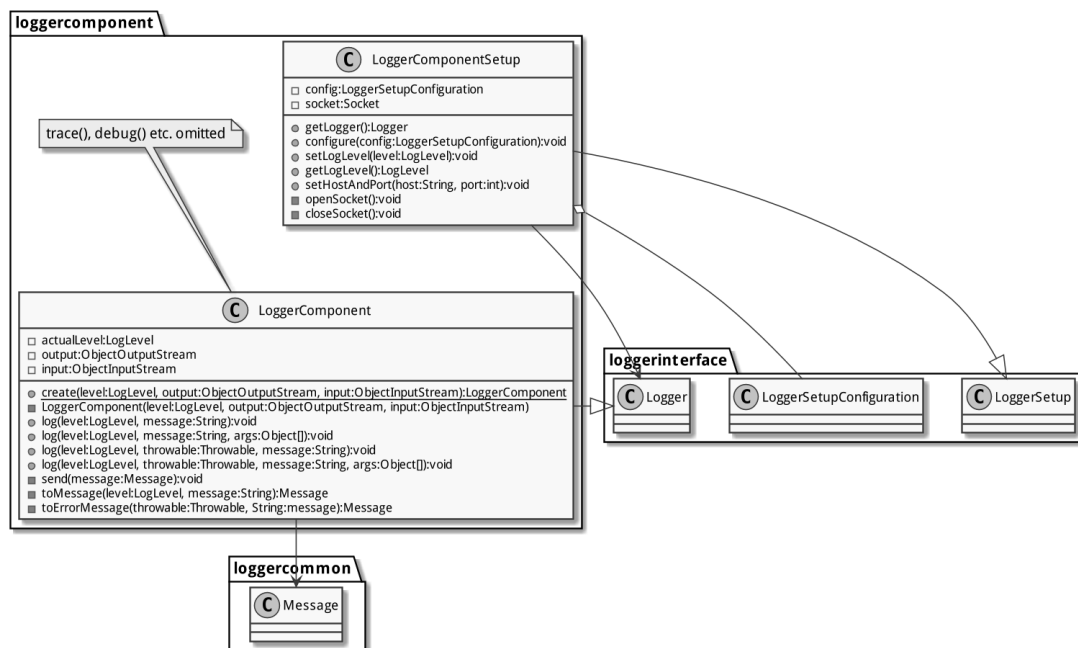 loggercomponent
C LoggerComponentSetup
config:LoggerSetupConfiguration
socket:Socket
getLogger():Logger
configure(config:LoggerSetupConfiguration):void
setLogLevel(level:LogLevel):void
getLogLevel():LogLevel
setHostAndPort(host:String, port:int):void
openSocket():void
closeSocket():void
trace(), debug() etc. omitted
C LoggerComponent
actualLevel:LogLevel
output:ObjectOutputStream
input:ObjectInputStream
create(level:LogLevel, output:ObjectOutputStream, input:ObjectInputStream):LoggerComponent
LoggerComponent(level:LogLevel, output:ObjectOutputStream, input:ObjectInputStream)
log(level:LogLevel, message:String):void
log(level:LogLevel, message:String, args:Object[]):void
log(level:LogLevel, throwable:Throwable, message:String):void
log(level:LogLevel, throwable:Throwable, message:String, args:Object[]):void
send(message:Message):void
toMessage(level:LogLevel, message:String):Message
toErrorMessage(throwable:Throwable, String:message):Message
loggerinterface
C Logger
C LoggerSetupConfiguration
C LoggerSetup
loggercommon
C Message